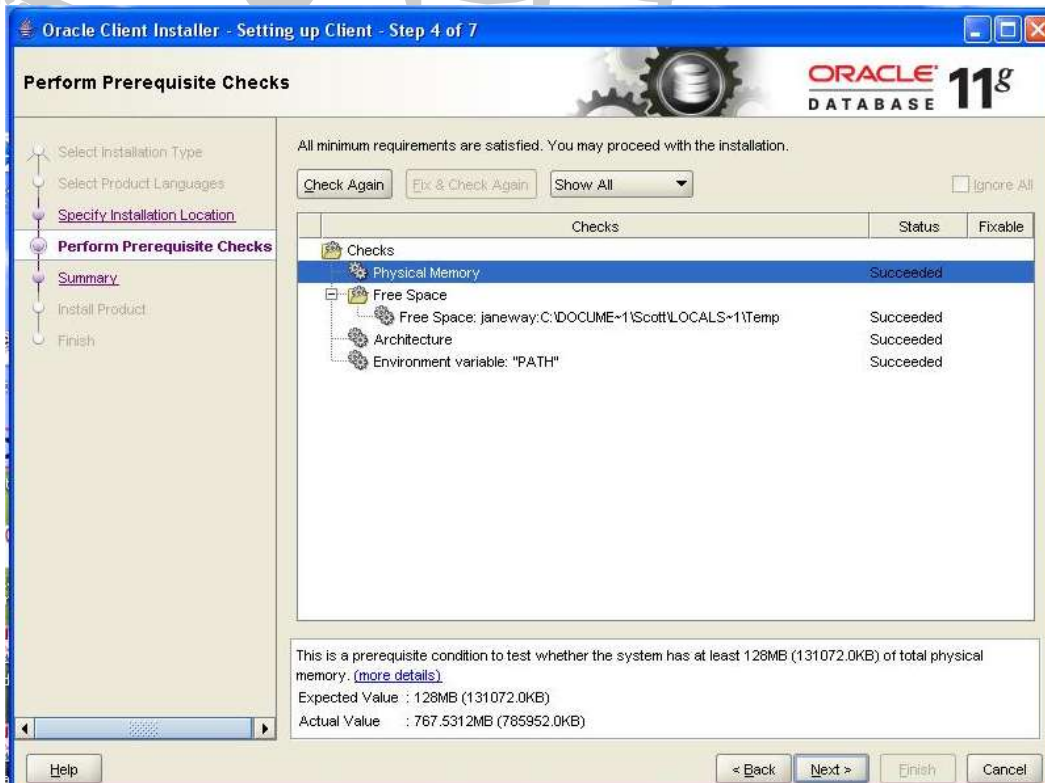 Oracle Client Installer - Setting up Client - Step 4 of 7
Perform Prerequisite Checks
ORACLE DATABASE 11g
Select Installation Type
Select Product Languages
Specify Installation Location
Perform Prerequisite Checks
Summary
Install Product
Finish
All minimum requirements are satisfied. You may proceed with the installation.
Check Again Fix & Check Again Show All Ignore All
Checks Status Fixable
Checks
Physical Memory Succeeded
Free Space
Free Space: janeway:C:\DOCUME~1\Scott\LOCALS~1\Temp Succeeded
Architecture Succeeded
Environment variable: "PATH" Succeeded
This is a prerequisite condition to test whether the system has at least 128MB (131072.0KB) of total physical
memory. (more details)
Expected Value : 128MB (131072.0KB)
Actual Value : 767.5312MB (785952.0KB)
Help < Back Next > Finish Cancel